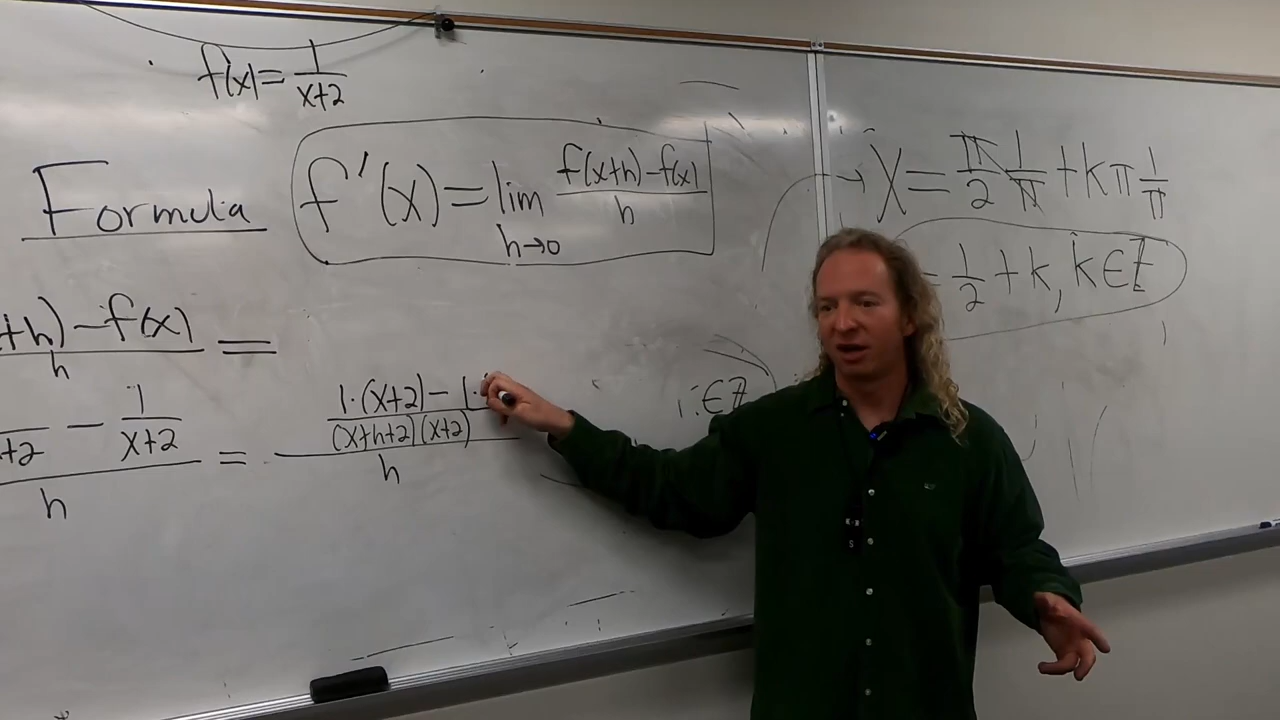 f(x) = 1/(x+2)
Formula f'(x) = lim h→0 (f(x+h) - f(x))/h
→ X = π/2 1/π + kπ 1/π
= 1/2 + k, k∈Z
+h) - f(x) / h =
i.∈Z
+2 - 1/(x+2) / h = (1·(x+2) - 1· / (x+h+2)(x+2)) / h